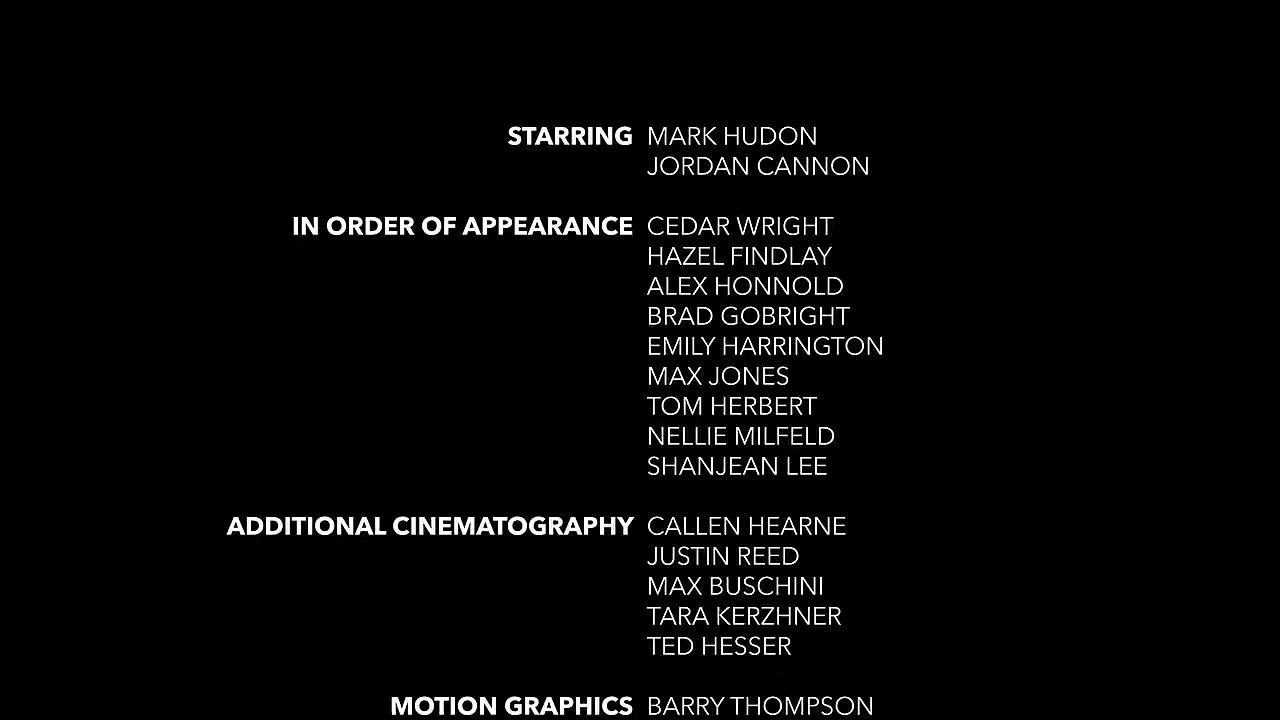 STARRING MARK HUDON
JORDAN CANNON
IN ORDER OF APPEARANCE CEDAR WRIGHT
HAZEL FINDLAY
ALEX HONNOLD
BRAD GOBRIGHT
EMILY HARRINGTON
MAX JONES
TOM HERBERT
NELLIE MILFELD
SHANJEAN LEE
ADDITIONAL CINEMATOGRAPHY CALLEN HEARNE
JUSTIN REED
MAX BUSCHINI
TARA KERZHNER
TED HESSER
MOTION GRAPHICS BARRY THOMPSON